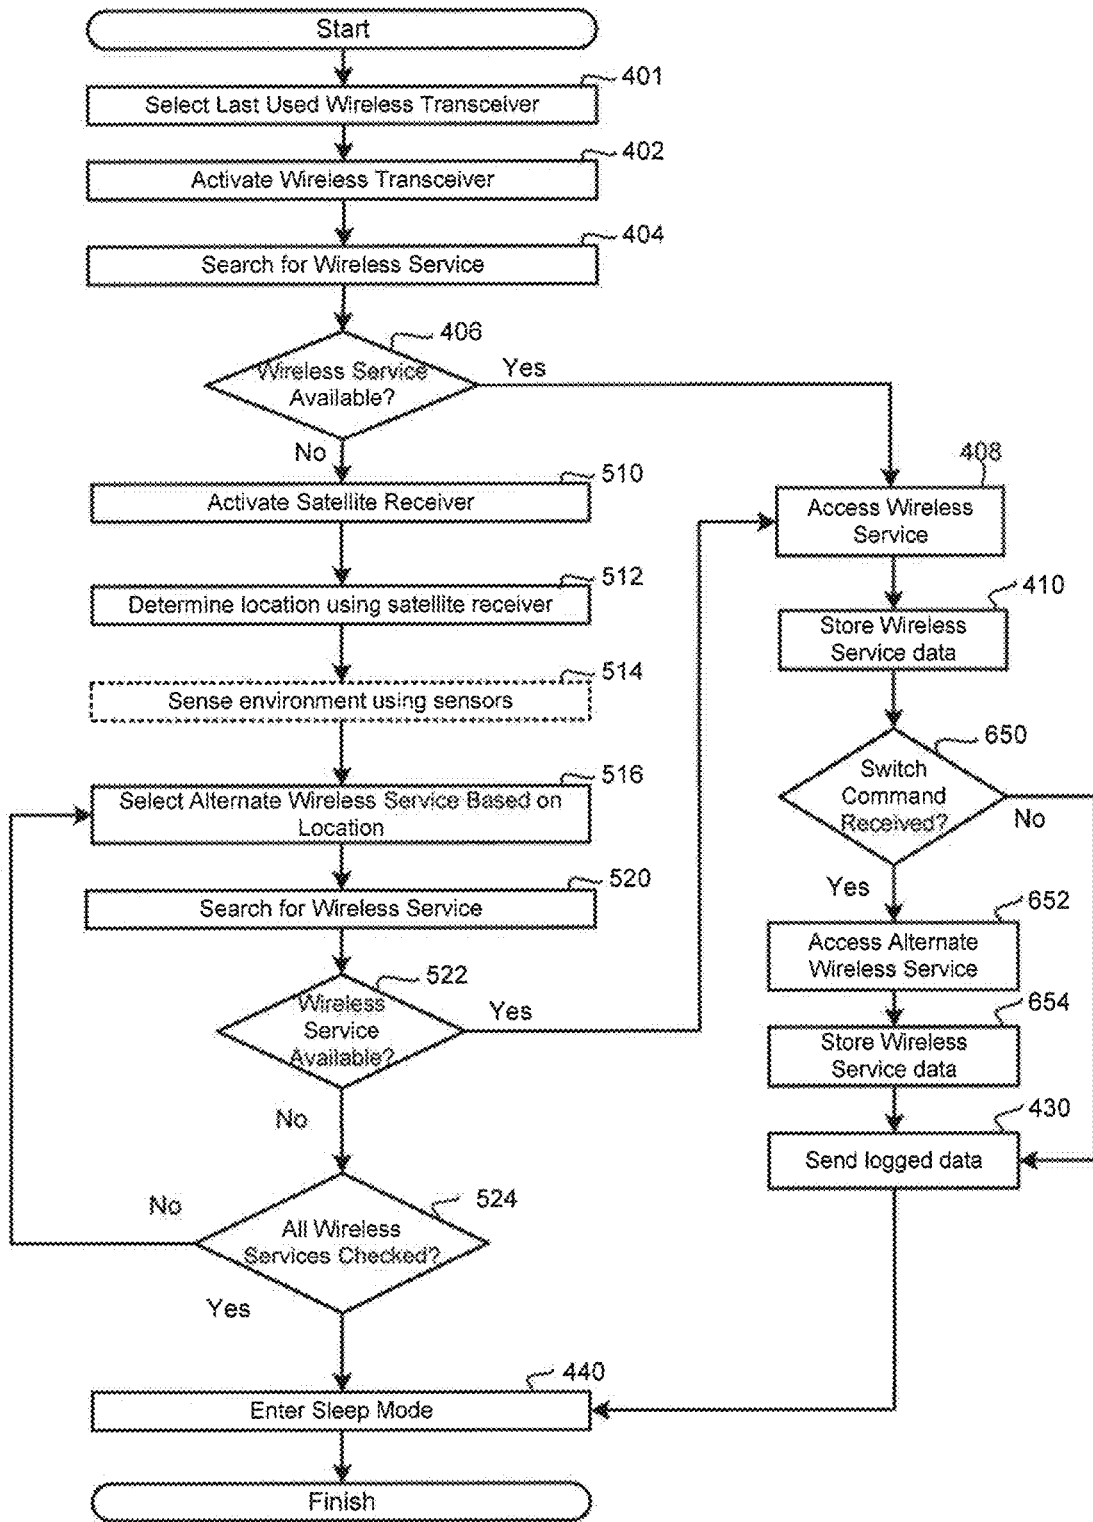 Start
401
Select Last Used Wireless Transceiver
402
Activate Wireless Transceiver
404
Search for Wireless Service
406
Wireless Service
Available?
Yes
No
510
Activate Satellite Receiver
512
Determine location using satellite receiver
514
Sense environment using sensors
516
Select Alternate Wireless Service Based on
Location
520
Search for Wireless Service
522
Wireless
Service
Available?
Yes
No
524
All Wireless
Services Checked?
No
Yes
408
Access Wireless
Service
410
Store Wireless
Service data
650
Switch
Command
Received?
No
Yes
652
Access Alternate
Wireless Service
654
Store Wireless
Service data
430
Send logged data
440
Enter Sleep Mode
Finish